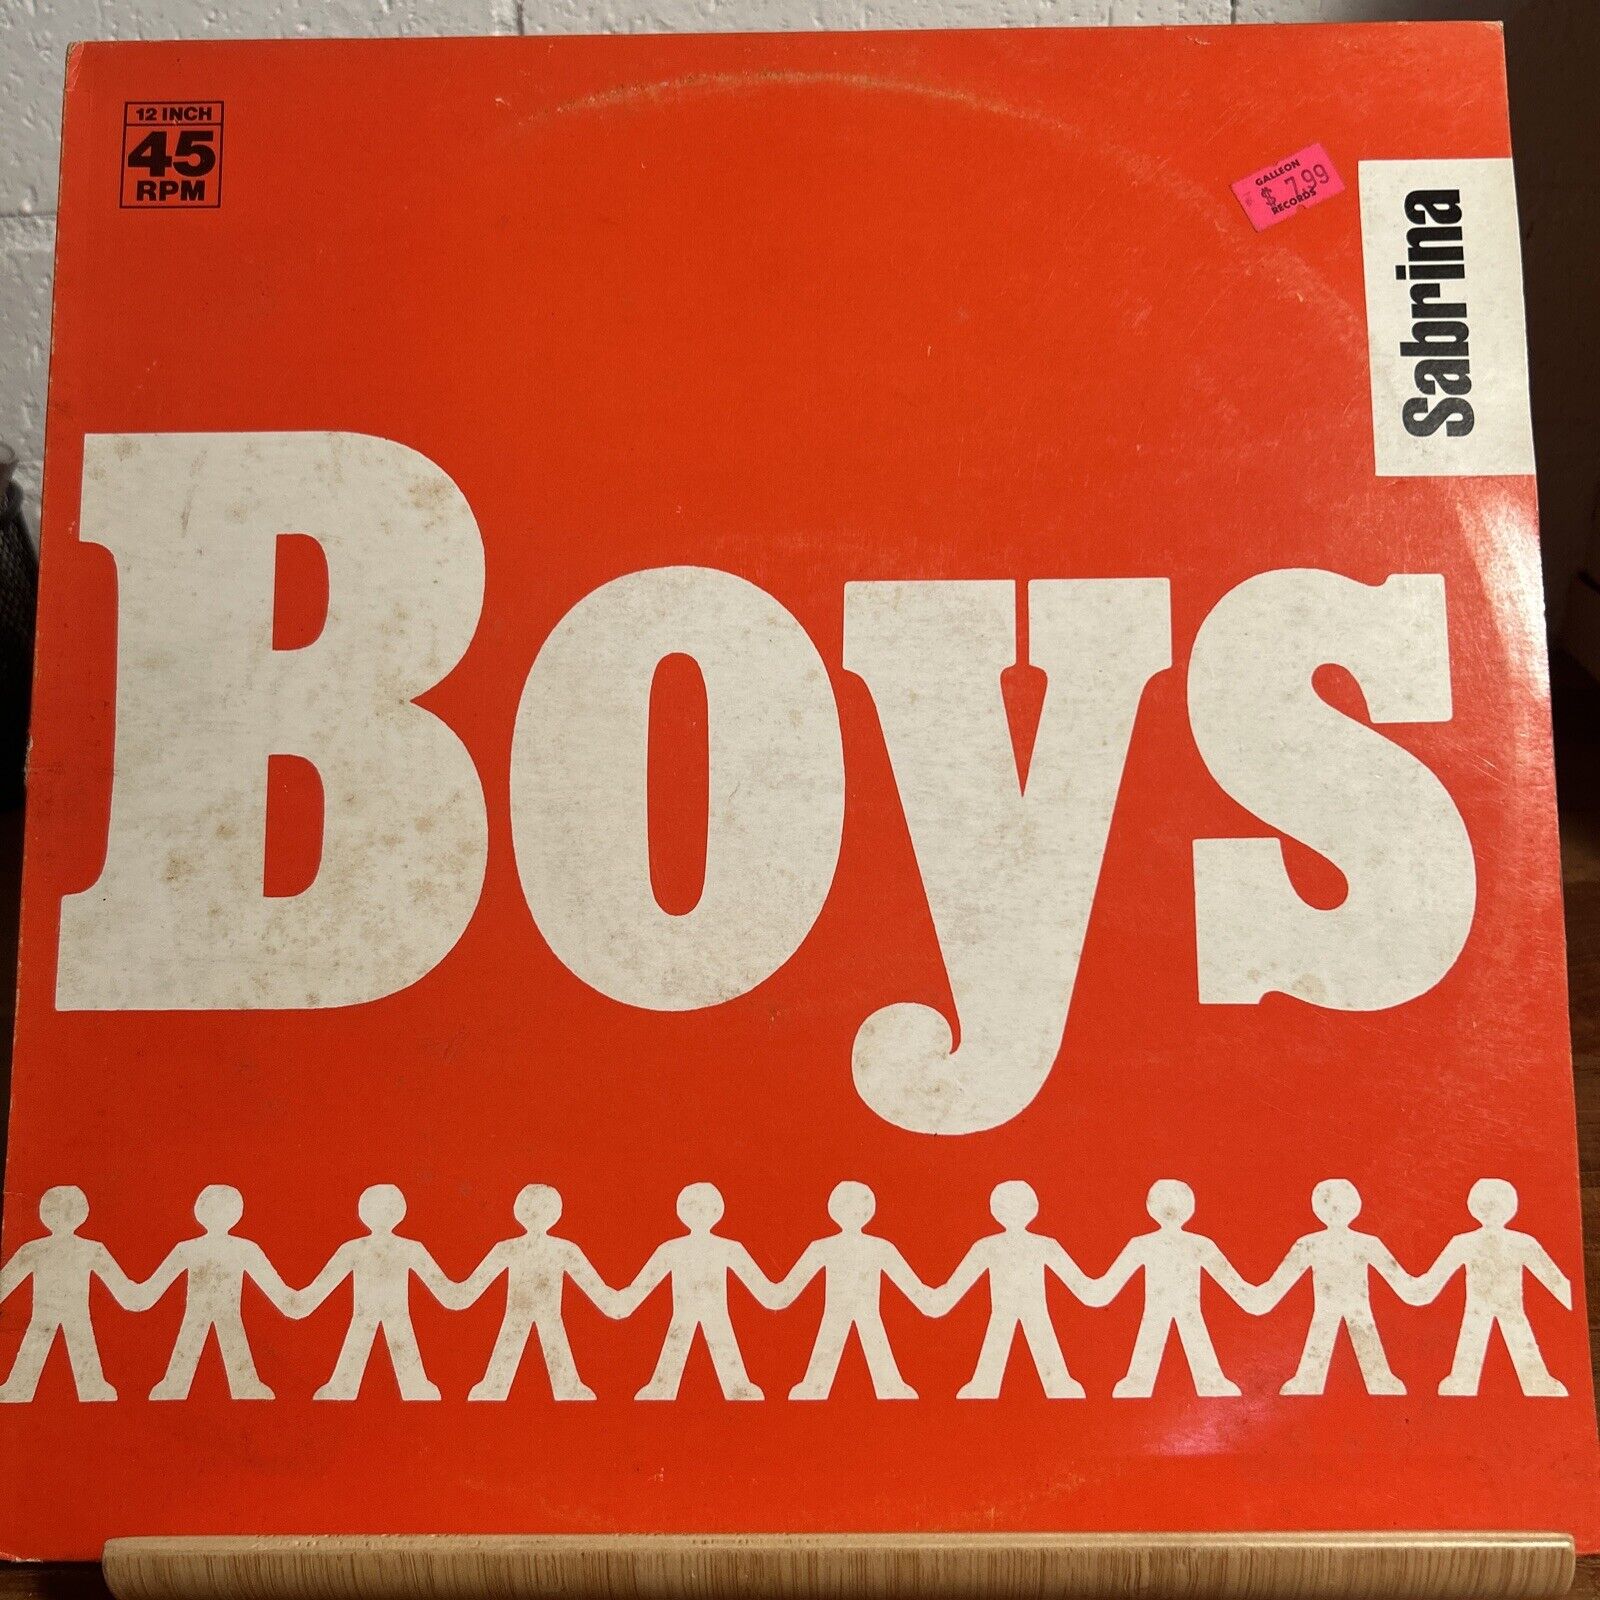 12 INCH
45
RPM
GALLEON
$ 7.99
RECORDS
Sabrina
Boys